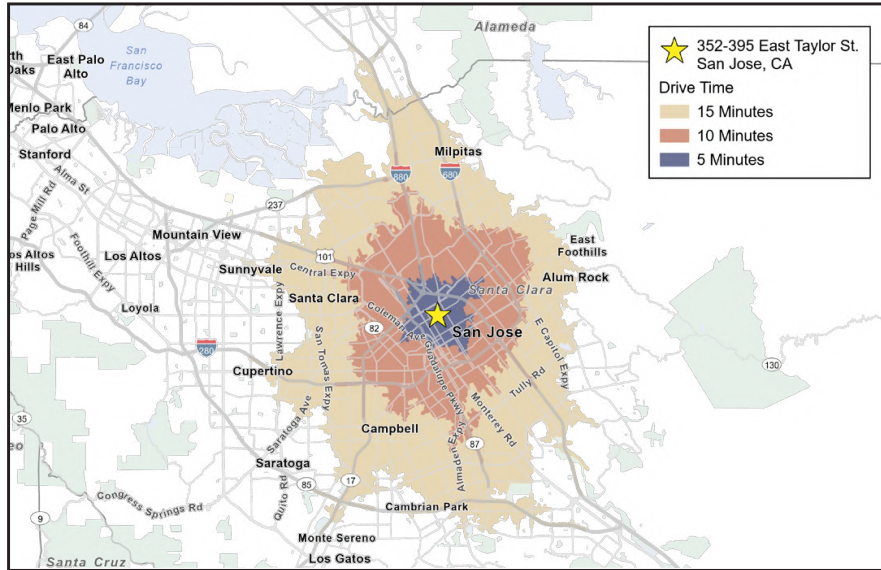 84
Alameda
San
Francisco
Bay
East Palo
Alto
Oaks
Menlo Park
Palo Alto
Stanford
Alma St
Page Mill Rd
Foothill Expy
Hills
Los Altos
Mountain View
237
101
Central Expy
Sunnyvale
Santa Clara
Lawrence Expy
San Tomas Expy
Loyola
280
Cupertino
Saratoga Ave
Saratoga
Quito Rd
Congress Springs Rd
35
9
85
17
Campbell
Monte Sereno
Los Gatos
Cambrian Park
Santa Cruz
Milpitas
880
680
East
Foothills
Alum Rock
Santa Clara
Coleman Ave
82
San Jose
Guadalupe Pkwy
E Capitol Expy
Tully Rd
Monterey Rd
87
Almaden Expy
130
352-395 East Taylor St.
San Jose, CA
Drive Time
15 Minutes
10 Minutes
5 Minutes